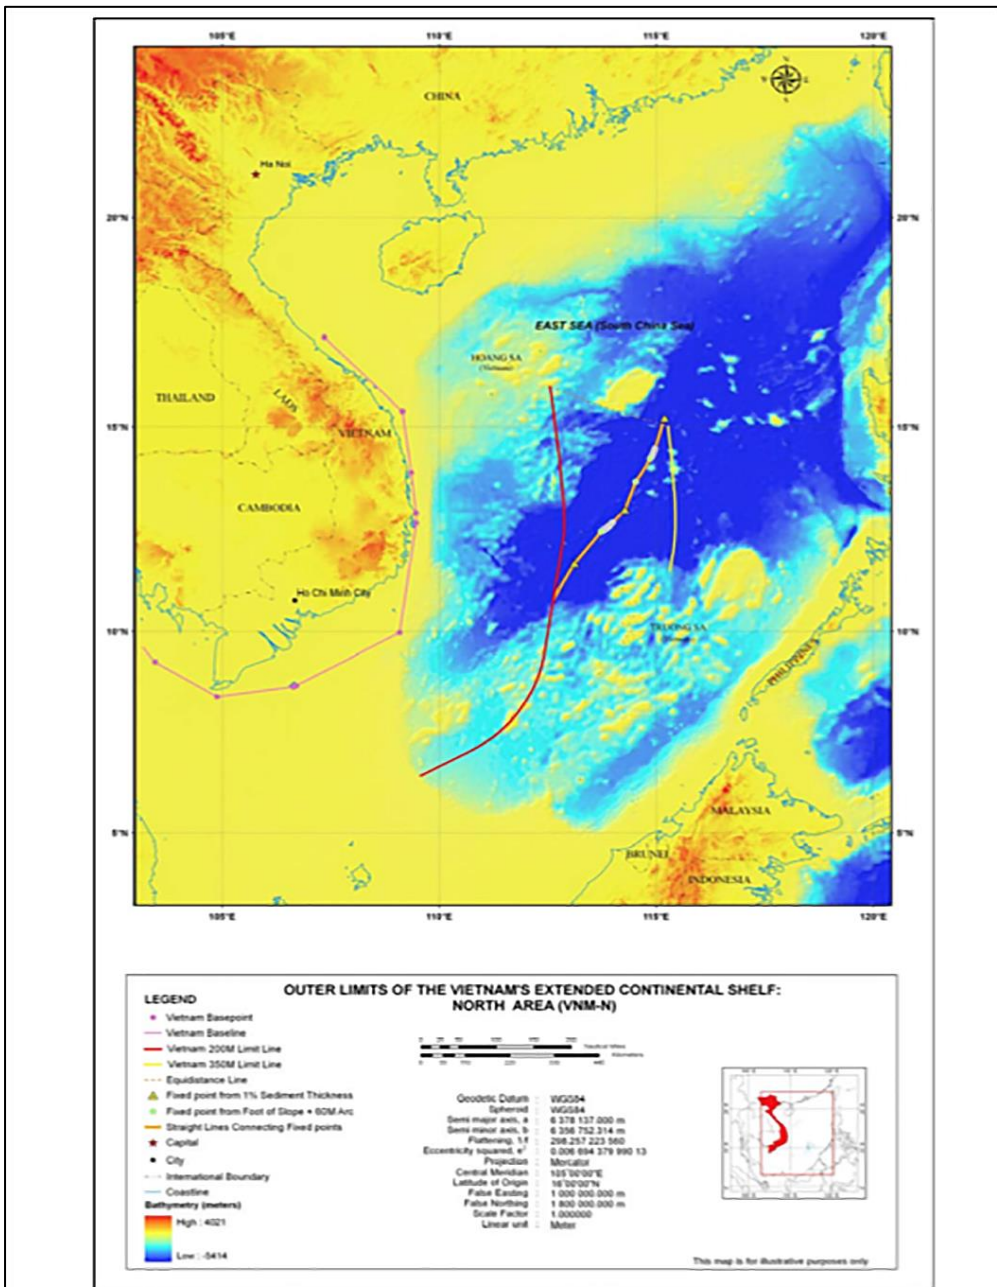 105°E 110°E 115°E 120°E
N
CHINA
Ha Noi
20°N 20°N
EAST SEA (South China Sea)
HOANG SA
(Vietnam)
THAILAND
LAOS
VIETNAM
15°N 15°N
CAMBODIA
Ho Chi Minh City
10°N 10°N
TRUONG SA
PHILIPPINES
MALAYSIA
5°N 5°N
BRUNEI
INDONESIA
105°E 110°E 115°E 120°E
OUTER LIMITS OF THE VIETNAM'S EXTENDED CONTINENTAL SHELF:
NORTH AREA (VNM-N)
LEGEND
Vietnam Basepoint
Vietnam Baseline
Vietnam 200M Limit Line
Vietnam 350M Limit Line
Equidistance Line
Fixed point from 1% Sediment Thickness
Fixed point from Foot of Slope + 60M Arc
Straight Lines Connecting Fixed points
Capital
City
International Boundary
Coastline
Bathymetry (meters)
High : 4021
Low : -5414
Nautical Miles
Kilometers
Geodetic Datum : WGS84
Spheroid : WGS84
Semi major axis, a : 6 378 137.000 m
Semi minor axis, b : 6 356 752.314 m
Flattening, 1/f : 298.257 223 560
Eccentricity squared, e² : 0.006 694 379 990 13
Projection : Mercator
Central Meridian : 105°00'00"E
Latitude of Origin : 16°00'00"N
False Easting : 1 000 000.000 m
False Northing : 1 800 000.000 m
Scale Factor : 1.000000
Linear unit : Meter
This map is for illustrative purposes only